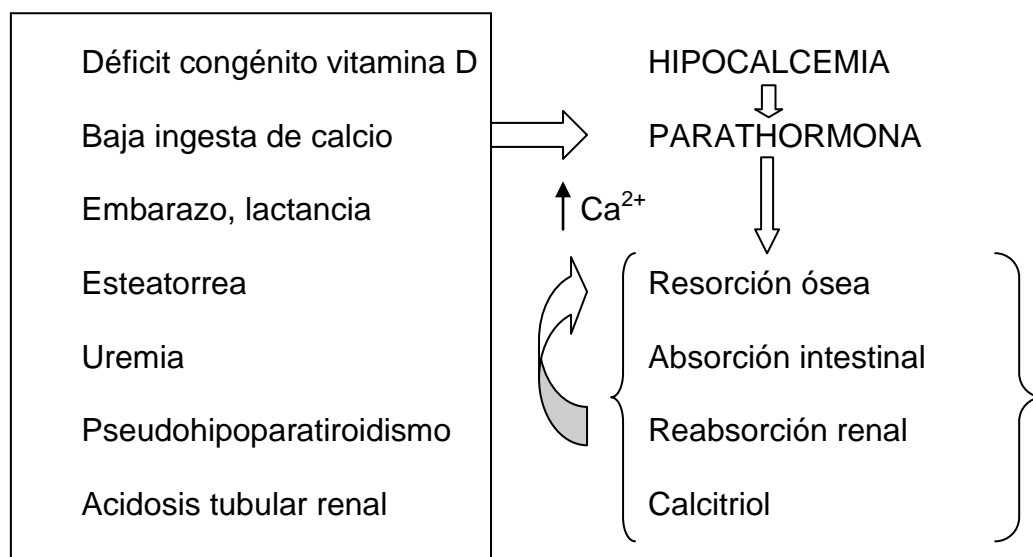 Déficit congénito vitamina D
Baja ingesta de calcio
Embarazo, lactancia
Esteatorrea
Uremia
Pseudohipoparatiroidismo
Acidosis tubular renal
HIPOCALCEMIA
PARATHORMONA
Ca²⁺
Resorción ósea
Absorción intestinal
Reabsorción renal
Calcitriol